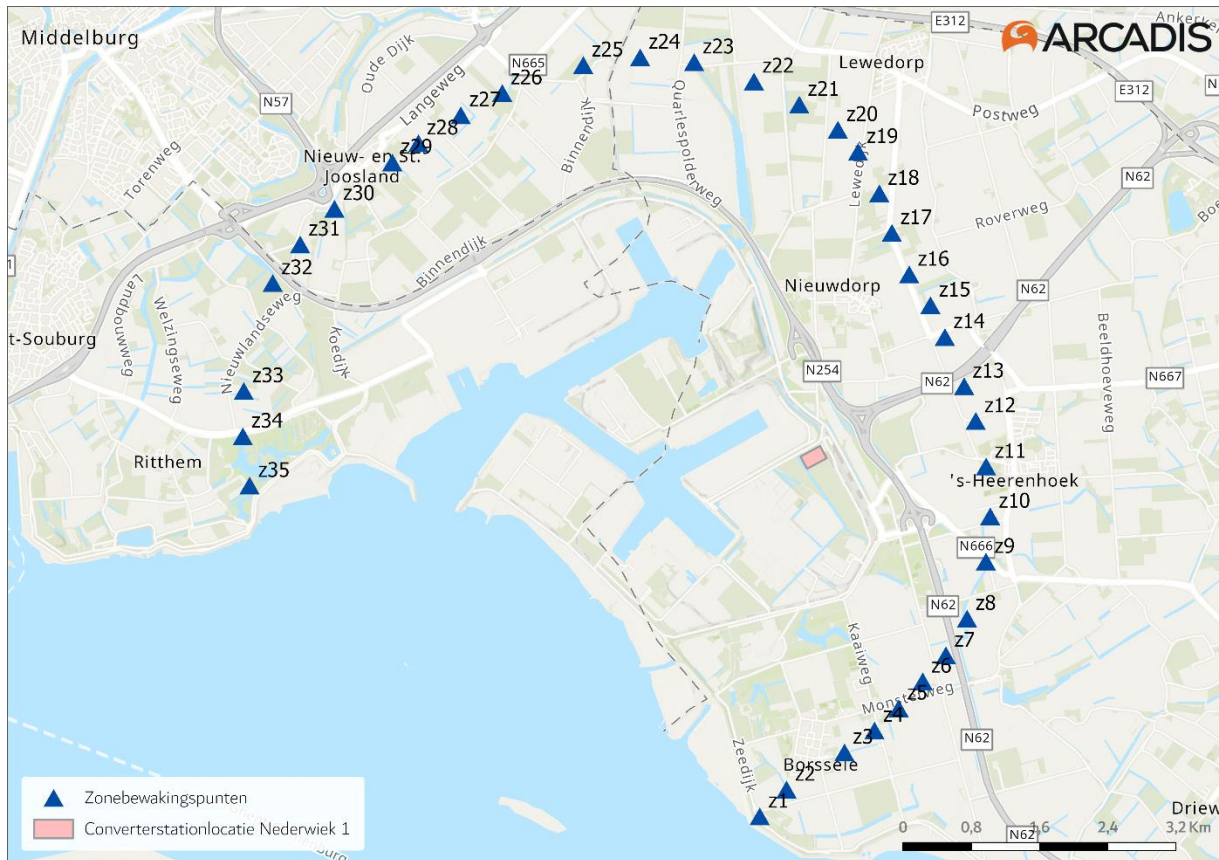 Middelburg
Oude Dijk
Langeweg
N665
z26
z25
z24
z23
z22
E312
Ankerke
ARCADIS
Lewedorp
N57
z27
z28
z29
Nieuw- en St.
Joosland
Binnendijk
Quarlespolderweg
z21
z20
z19
Lewedijk
Postweg
E312
Torenweg
z30
z31
z32
Binnendijk
z18
z17
Roverweg
N62
z16
Nieuwdorp
z15
z14
N62
Landbouwweg
Welzingseweg
Nieuwlandseweg
Koedijk
t-Souburg
z33
z34
Ritthem
z35
N254
N62
z13
N667
Beeldhoeveweg
z12
z11
's-Heerenhoek
z10
N666
z9
N62
z8
z7
z6
Kaaiweg
Monsterweg
z5
z4
z3
Borssele
z2
z1
Zeedijk
N62
N62
Zonebewakingspunten
Converterstationlocatie Nederwiek 1
Driew
0 0,8 1,6 2,4 3,2 Km